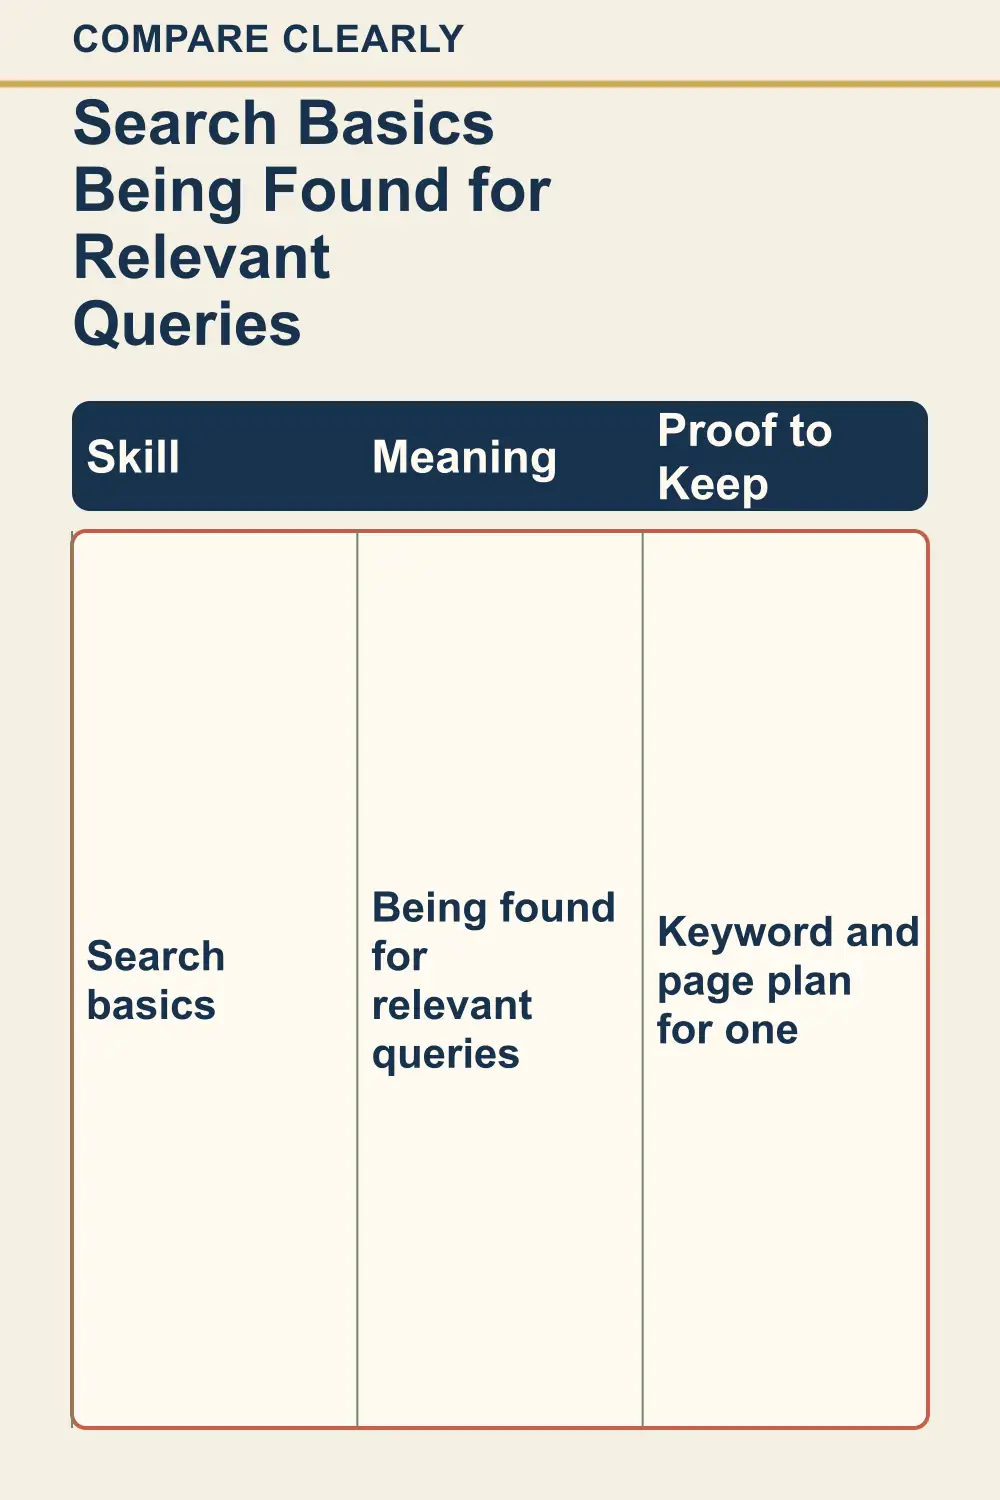 COMPARE CLEARLY
Search Basics
Being Found for
Relevant
Queries
Skill
Meaning
Proof to
Keep
Search
basics
Being found
for
relevant
queries
Keyword and
page plan
for one